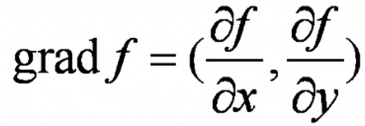 grad f = (∂f/∂x, ∂f/∂y)